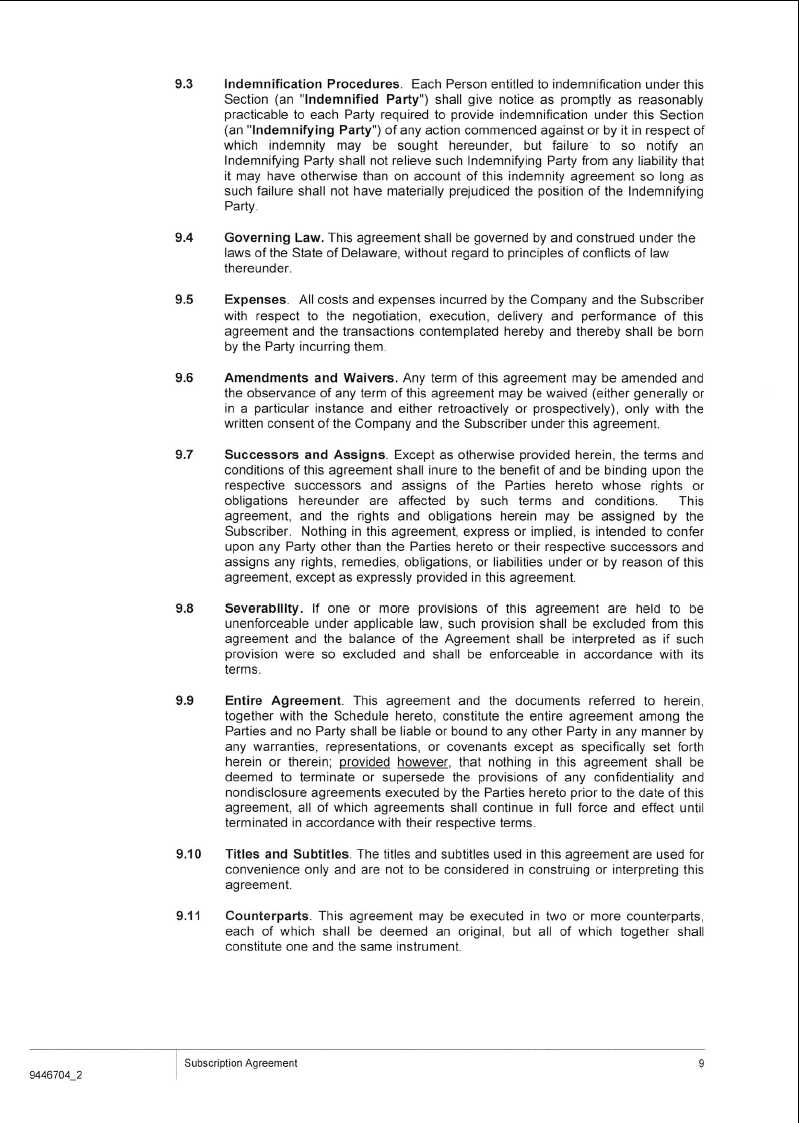 9.3 Indemnification Procedures. Each Person entitled to indemnification under this
Section (an "Indemnified Party") shall give notice as promptly as reasonably
practicable to each Party required to provide indemnification under this Section
(an "Indemnifying Party") of any action commenced against or by it in respect of
which indemnity may be sought hereunder, but failure to so notify an
Indemnifying Party shall not relieve such Indemnifying Party from any liability that
it may have otherwise than on account of this indemnity agreement so long as
such failure shall not have materially prejudiced the position of the Indemnifying
Party.
9.4 Governing Law. This agreement shall be governed by and construed under the
laws of the State of Delaware, without regard to principles of conflicts of law
thereunder.
9.5 Expenses. All costs and expenses incurred by the Company and the Subscriber
with respect to the negotiation, execution, delivery and performance of this
agreement and the transactions contemplated hereby and thereby shall be born
by the Party incurring them.
9.6 Amendments and Waivers. Any term of this agreement may be amended and
the observance of any term of this agreement may be waived (either generally or
in a particular instance and either retroactively or prospectively), only with the
written consent of the Company and the Subscriber under this agreement.
9.7 Successors and Assigns. Except as otherwise provided herein, the terms and
conditions of this agreement shall inure to the benefit of and be binding upon the
respective successors and assigns of the Parties hereto whose rights or
obligations hereunder are affected by such terms and conditions. This
agreement, and the rights and obligations herein may be assigned by the
Subscriber. Nothing in this agreement, express or implied, is intended to confer
upon any Party other than the Parties hereto or their respective successors and
assigns any rights, remedies, obligations, or liabilities under or by reason of this
agreement, except as expressly provided in this agreement.
9.8 Severability. If one or more provisions of this agreement are held to be
unenforceable under applicable law, such provision shall be excluded from this
agreement and the balance of the Agreement shall be interpreted as if such
provision were so excluded and shall be enforceable in accordance with its
terms.
9.9 Entire Agreement. This agreement and the documents referred to herein,
together with the Schedule hereto, constitute the entire agreement among the
Parties and no Party shall be liable or bound to any other Party in any manner by
any warranties, representations, or covenants except as specifically set forth
herein or therein; provided however, that nothing in this agreement shall be
deemed to terminate or supersede the provisions of any confidentiality and
nondisclosure agreements executed by the Parties hereto prior to the date of this
agreement, all of which agreements shall continue in full force and effect until
terminated in accordance with their respective terms.
9.10 Titles and Subtitles. The titles and subtitles used in this agreement are used for
convenience only and are not to be considered in construing or interpreting this
agreement.
9.11 Counterparts. This agreement may be executed in two or more counterparts,
each of which shall be deemed an original, but all of which together shall
constitute one and the same instrument.
Subscription Agreement 9
9446704_2